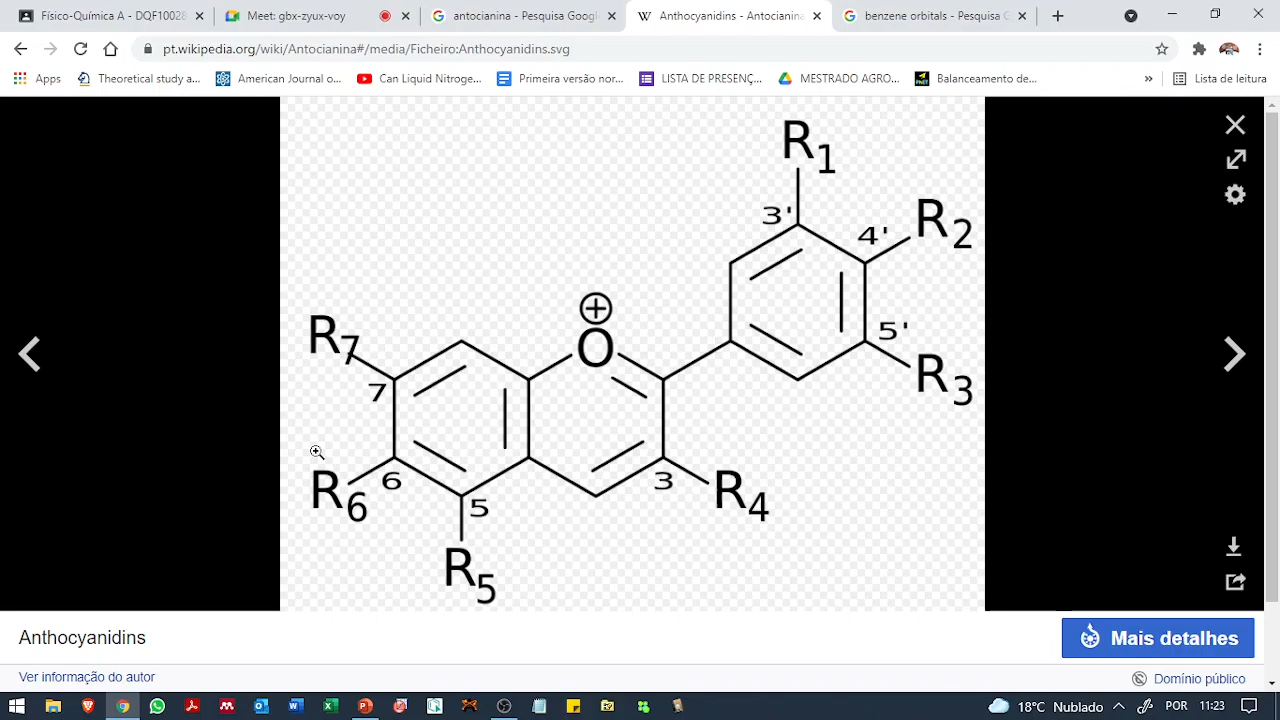 Físico-Química - DCF100
Meet: gbx-zyux-voy
antocianina - Pesquisa Googl
Anthocyanidins - Antocianina
benzene orbitals - Pesquisa G
pt.wikipedia.org/wiki/Antocianina#/media/Ficheiro:Anthocyanidins.svg
Apps
Theoretical study a...
American Journal o...
Can Liquid Nitroge...
Primeira versão nor...
LISTA DE PRESENÇ...
MESTRADO AGRO...
Balanceamento de...
»
Lista de leitura
R1
3'
4'
R2
⊕
O
5'
R3
R7
7
R6
6
5
3
R4
R5
Anthocyanidins
Mais detalhes
Ver informação do autor
Domínio público
18°C Nublado
POR
11:23